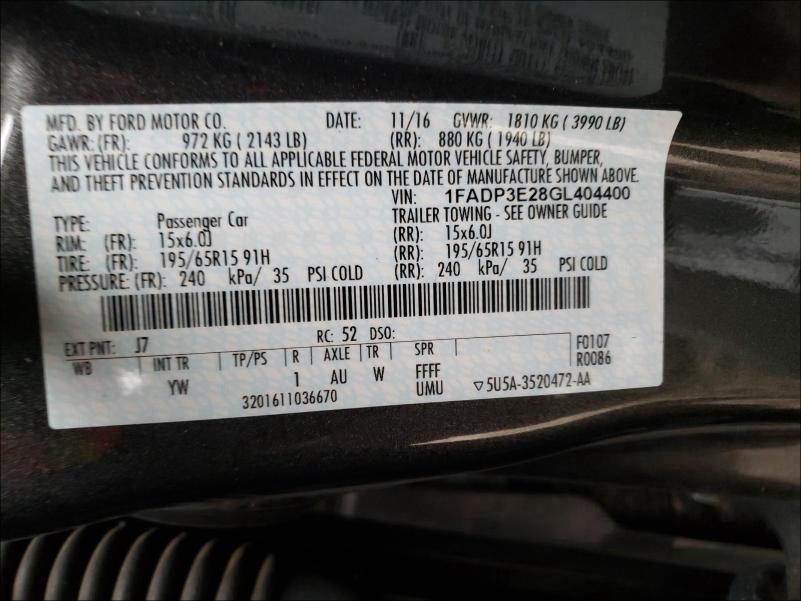 MFD. BY FORD MOTOR CO. DATE: 11/16 GVWR: 1810 KG ( 3990 LB)
GAWR: (FR): 972 KG ( 2143 LB) (RR): 880 KG ( 1940 LB)
THIS VEHICLE CONFORMS TO ALL APPLICABLE FEDERAL MOTOR VEHICLE SAFETY, BUMPER,
AND THEFT PREVENTION STANDARDS IN EFFECT ON THE DATE OF MANUFACTURE SHOWN ABOVE.
VIN: 1FADP3E28GL404400
TYPE: Passenger Car TRAILER TOWING - SEE OWNER GUIDE
RIM: (FR): 15x6.0J (RR): 15x6.0J
TIRE: (FR): 195/65R15 91H (RR): 195/65R15 91H
PRESSURE: (FR): 240 kPa/ 35 PSI COLD (RR): 240 kPa/ 35 PSI COLD
EXT PNT: J7 RC: 52 DSO: F0107
WB INT TR TP/PS R AXLE TR SPR R0086
YW 1 AU W FFFF
3201611036670 UMU ▽5U5A-3520472-AA